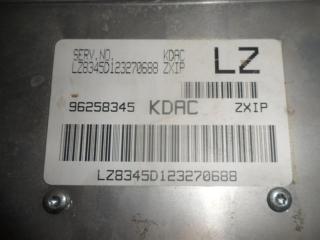 SERV.NO. KDAC LZ
LZ8345D123270688 ZXIP
96258345 KDAC ZXIP
LZ8345D123270688